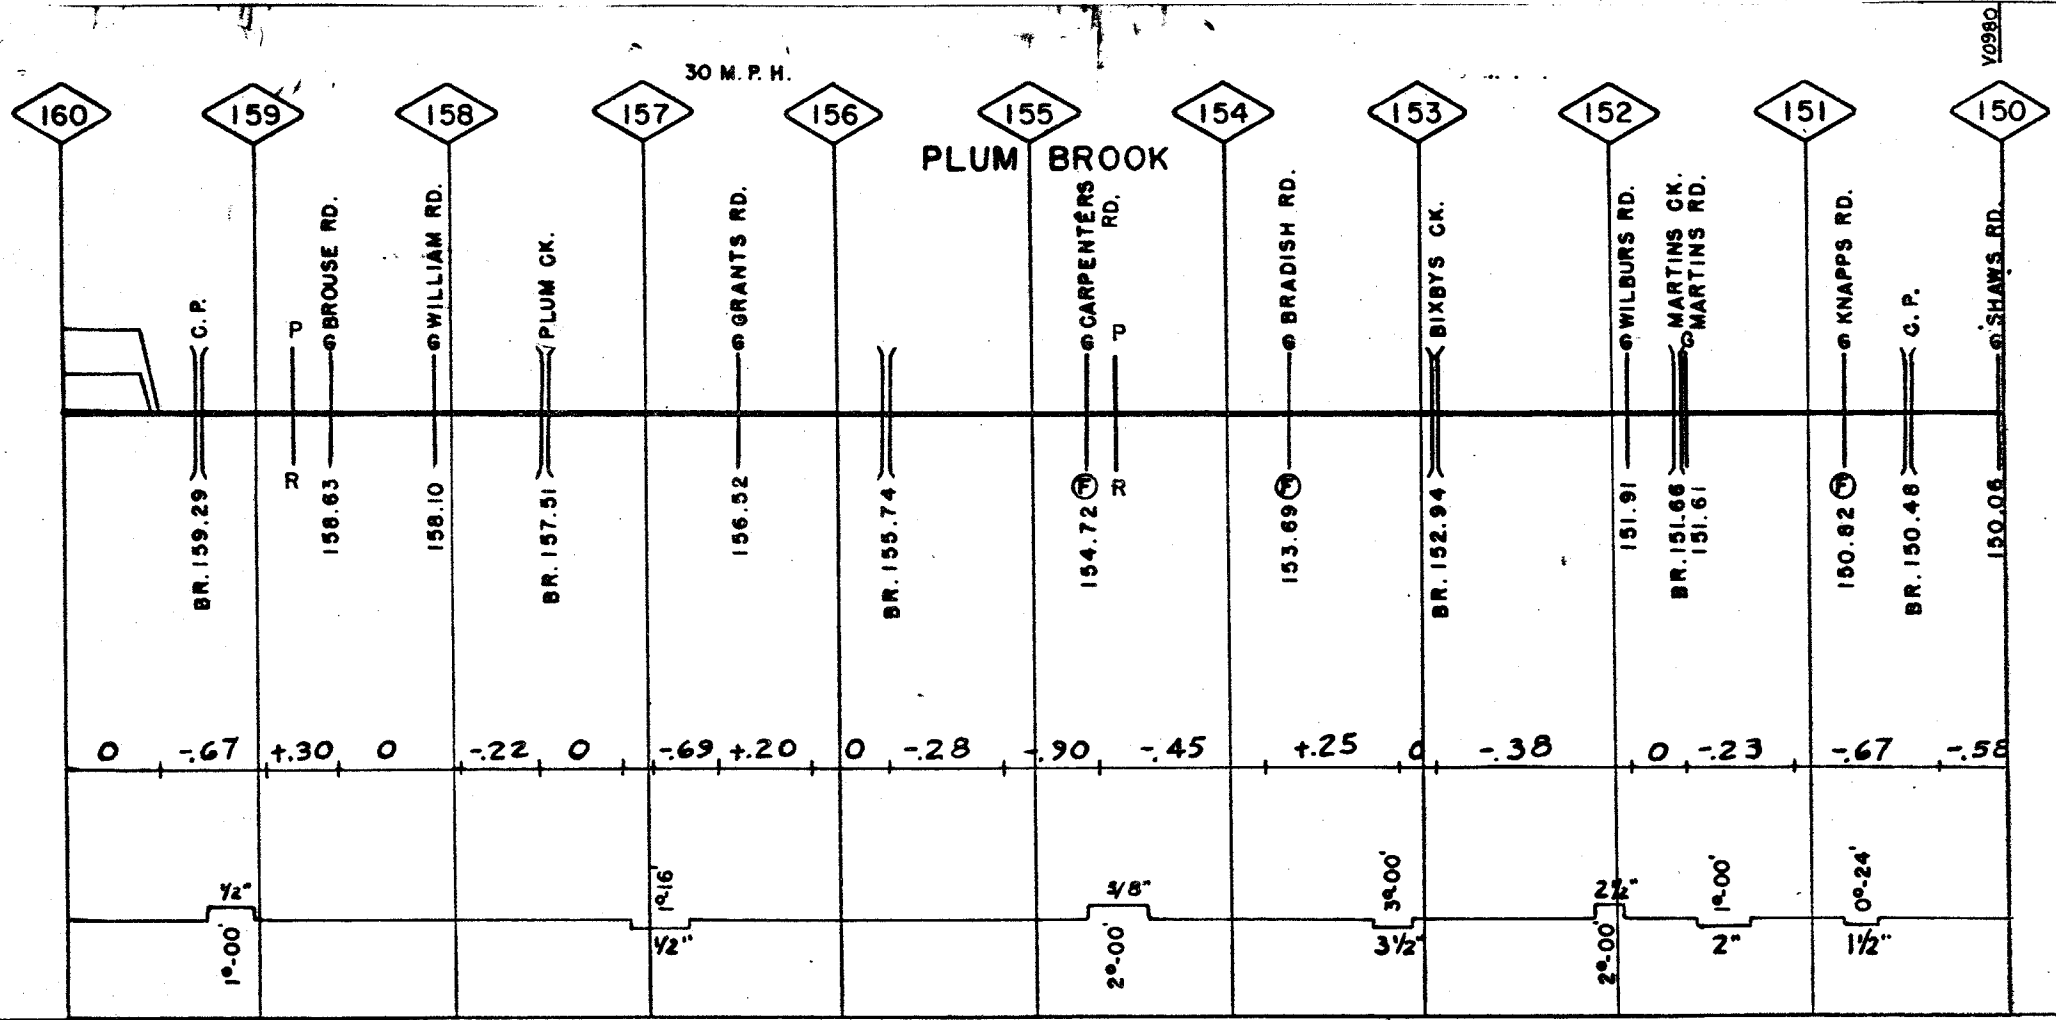 V0980
30 M. P. H.
160 159 158 157 156 155 154 153 152 151 150
PLUM BROOK
C. P.
P
BROUSE RD.
WILLIAM RD.
PLUM CK.
GRANTS RD.
CARPENTERS RD.
P
BRADISH RD.
BIXBYS CK.
WILBURS RD.
MARTINS CK.
MARTINS RD.
KNAPPS RD.
C. P.
SHAWS RD.
BR. 159.29
R
158.63
158.10
BR. 157.51
156.52
BR. 155.74
154.72 F
R
153.69 F
BR. 152.94
151.91
BR. 151.66
151.61
150.82 F
BR. 150.48
150.06
0 -.67 +.30 0 -.22 0 -.69 +.20 0 -.28 -.90 -.45 +.25 0 -.38 0 -.23 -.67 -.58
1/2"
1°-00'
1°-16'
1/2"
3/8"
2°-00'
3°-00'
3 1/2"
2 1/2"
2°-00'
1°-00'
2"
0°-24'
1 1/2"